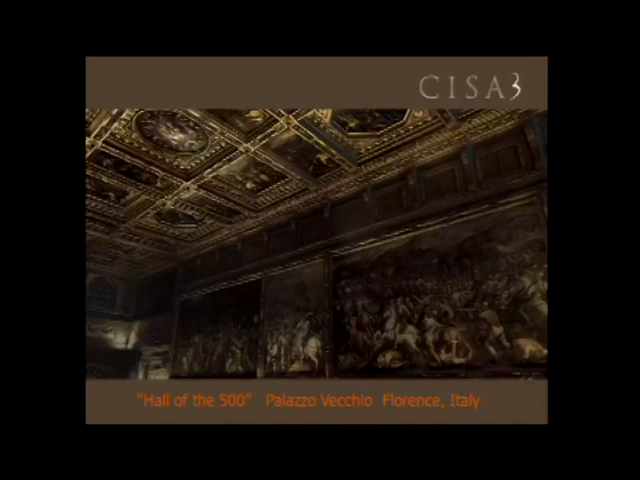 CISA3
“Hall of the 500” Palazzo Vecchio Florence, Italy